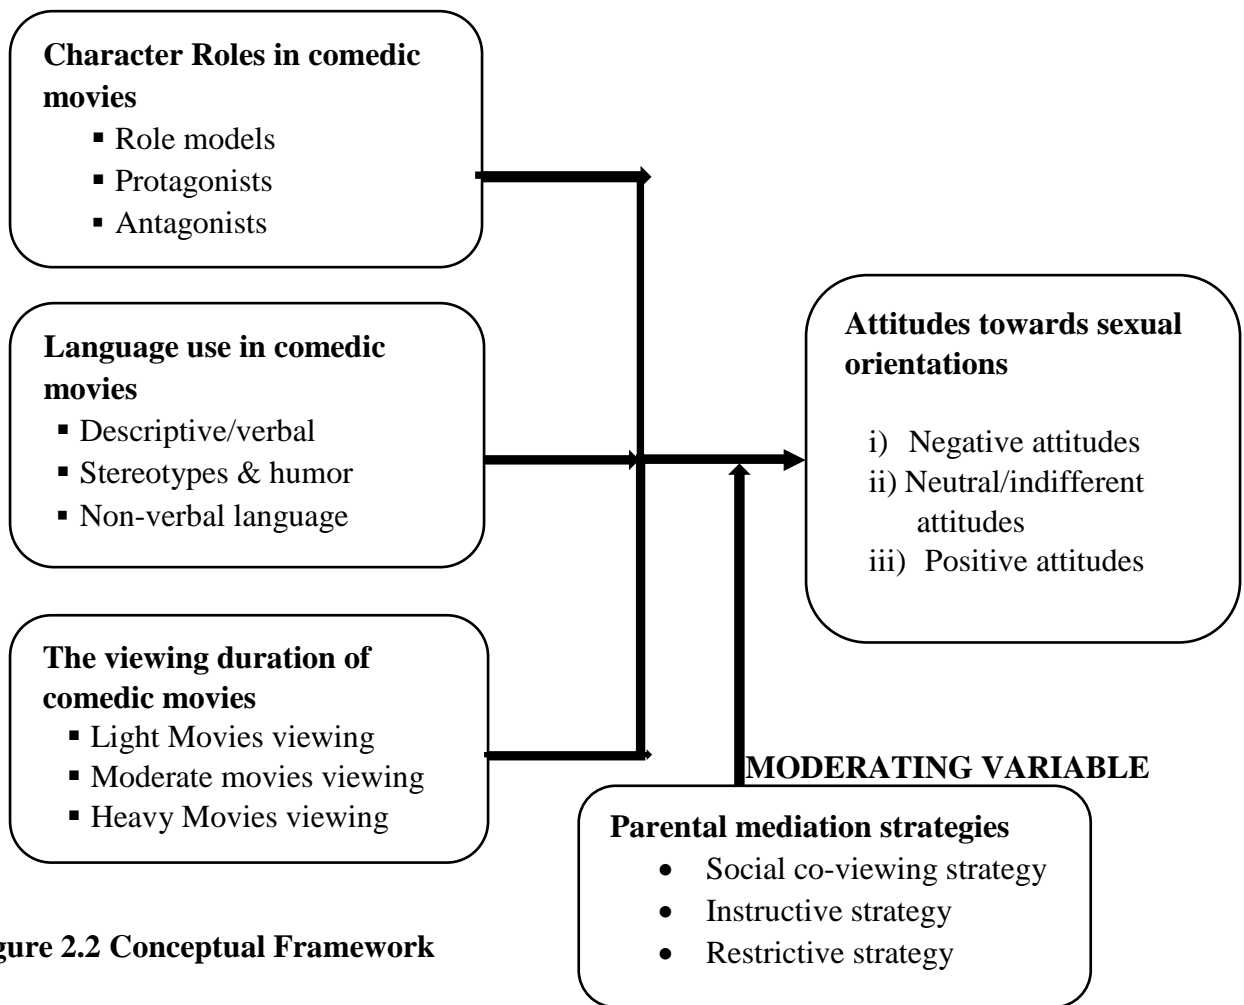 Character Roles in comedic
movies
▪ Role models
▪ Protagonists
▪ Antagonists
Language use in comedic
movies
▪ Descriptive/verbal
▪ Stereotypes & humor
▪ Non-verbal language
The viewing duration of
comedic movies
▪ Light Movies viewing
▪ Moderate movies viewing
▪ Heavy Movies viewing
Attitudes towards sexual
orientations
i) Negative attitudes
ii) Neutral/indifferent
attitudes
iii) Positive attitudes
MODERATING VARIABLE
Parental mediation strategies
• Social co-viewing strategy
• Instructive strategy
• Restrictive strategy
gure 2.2 Conceptual Framework